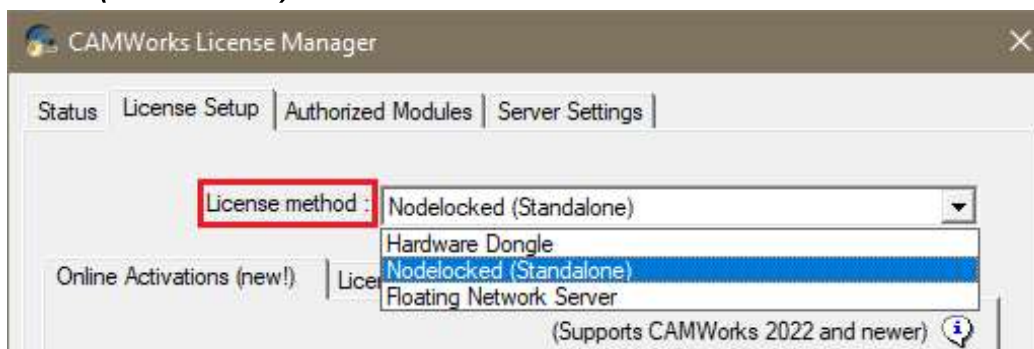 CAMWorks License Manager
Status License Setup Authorized Modules Server Settings
License method : Nodelocked (Standalone)
Hardware Dongle
Nodelocked (Standalone)
Floating Network Server
Online Activations (new!)
(Supports CAMWorks 2022 and newer)